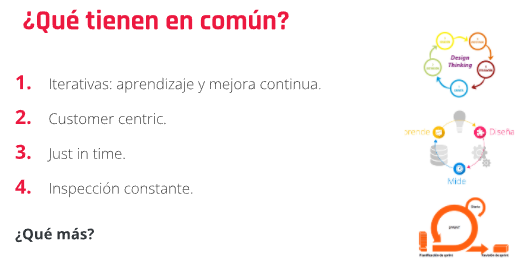 ¿Qué tienen en común?
1. Iterativas: aprendizaje y mejora continua.
2. Customer centric.
3. Just in time.
4. Inspección constante.
¿Qué más?
Design
Thinking
prende
Diseña
Mide